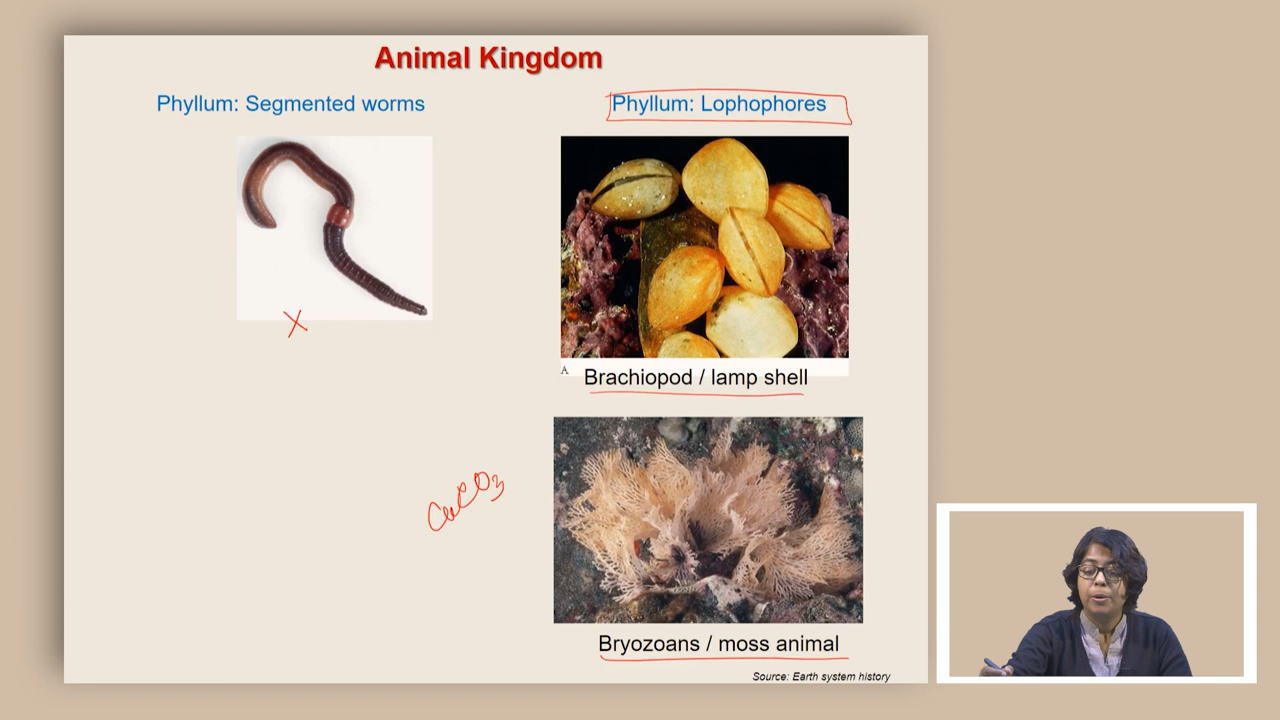 Animal Kingdom
Phyllum: Segmented worms
Phyllum: Lophophores
X
A
Brachiopod / lamp shell
CaCO3
Bryozoans / moss animal
Source: Earth system history